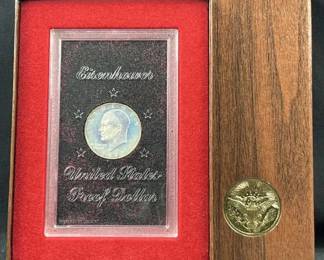 Eisenhower
United States
Proof Dollar